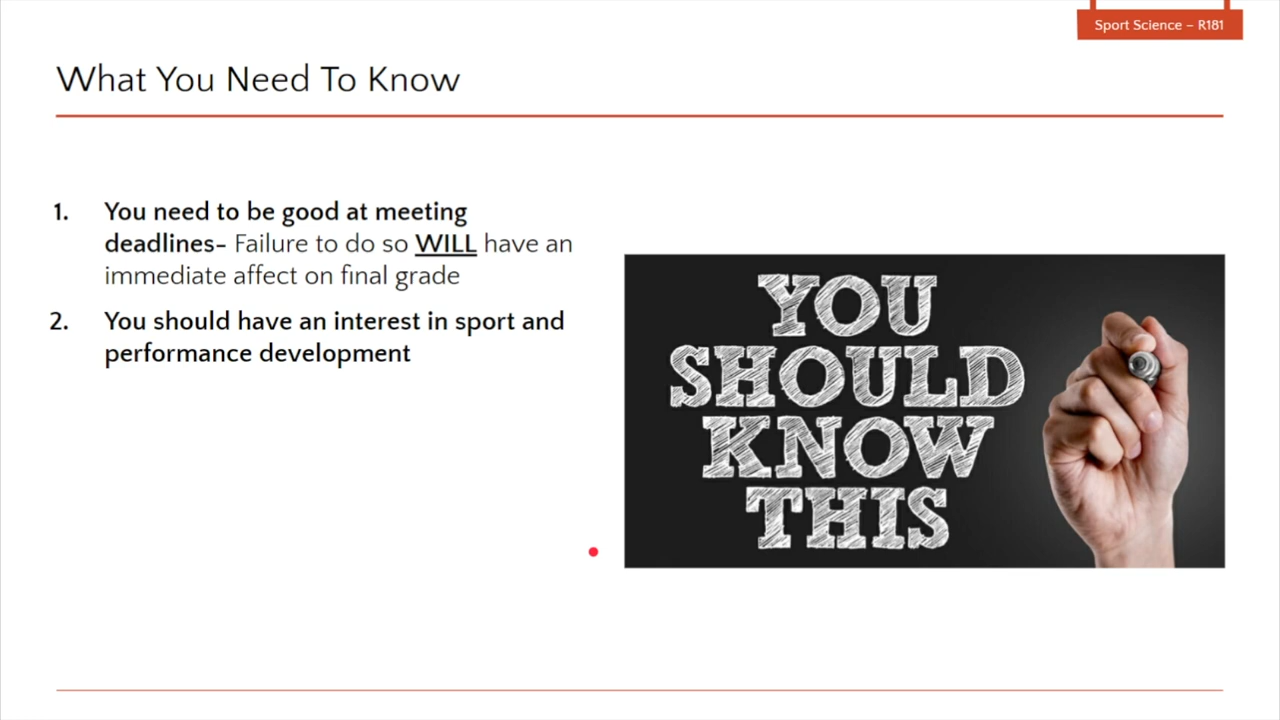 Sport Science – R181
What You Need To Know
1. You need to be good at meeting
deadlines- Failure to do so WILL have an
immediate affect on final grade
2. You should have an interest in sport and
performance development
YOU
SHOULD
KNOW
THIS